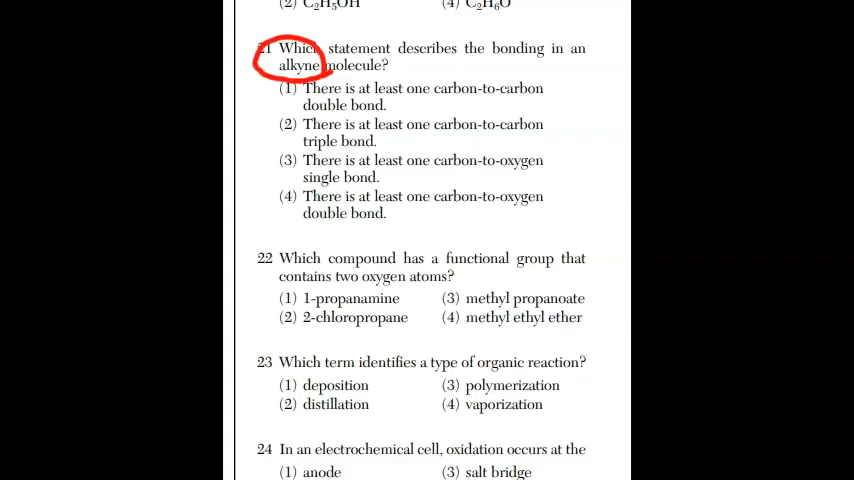 (2) C₂H₅OH (4) C₂H₆O
21 Which statement describes the bonding in an
alkyne molecule?
(1) There is at least one carbon-to-carbon
double bond.
(2) There is at least one carbon-to-carbon
triple bond.
(3) There is at least one carbon-to-oxygen
single bond.
(4) There is at least one carbon-to-oxygen
double bond.
22 Which compound has a functional group that
contains two oxygen atoms?
(1) 1-propanamine (3) methyl propanoate
(2) 2-chloropropane (4) methyl ethyl ether
23 Which term identifies a type of organic reaction?
(1) deposition (3) polymerization
(2) distillation (4) vaporization
24 In an electrochemical cell, oxidation occurs at the
(1) anode (3) salt bridge